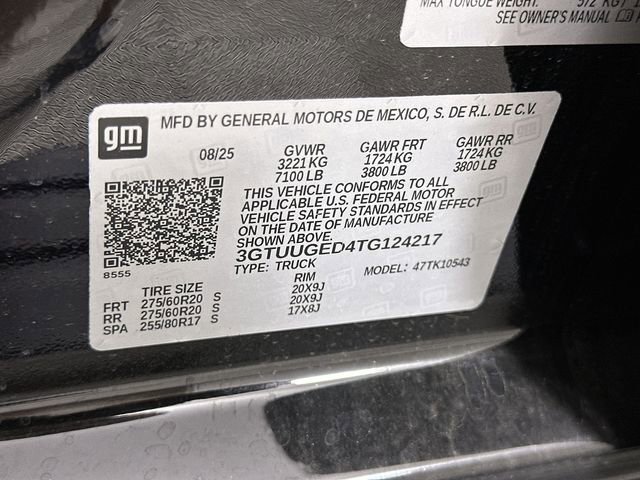 MAX TONGUE WEIGHT: 572 KG /
SEE OWNER'S MANUAL
gm
MFD BY GENERAL MOTORS DE MEXICO, S. DE R.L. DE C.V.
08/25 GVWR GAWR FRT GAWR RR
3221 KG 1724 KG 1724 KG
7100 LB 3800 LB 3800 LB
THIS VEHICLE CONFORMS TO ALL
APPLICABLE U.S. FEDERAL MOTOR
VEHICLE SAFETY STANDARDS IN EFFECT
ON THE DATE OF MANUFACTURE
SHOWN ABOVE.
3GTUUGED4TG124217
TYPE: TRUCK MODEL: 47TK10543
8555
TIRE SIZE RIM
FRT 275/60R20 S 20X9J
RR 275/60R20 S 20X9J
SPA 255/80R17 S 17X8J